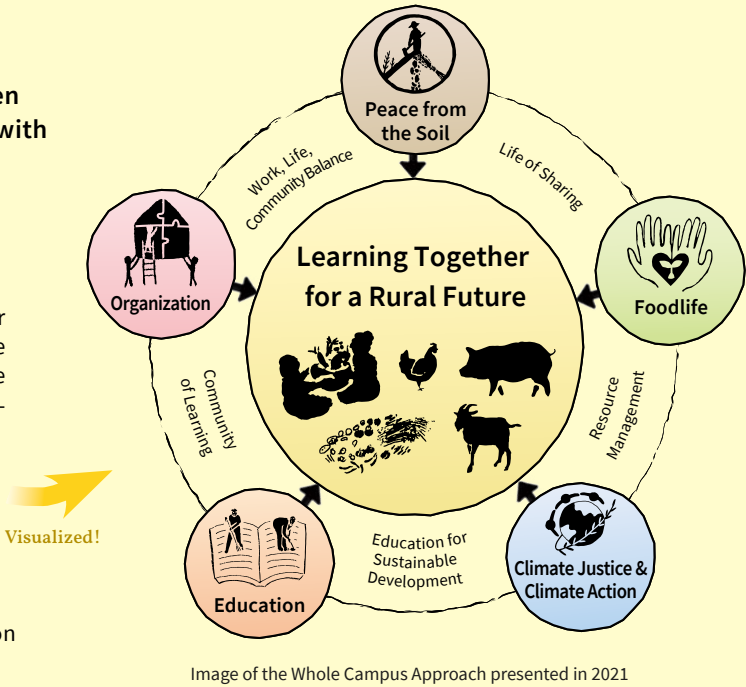 en
with
r
e
e
-
Visualized!
on
Peace from
the Soil
Work, Life,
Community Balance
Life of Sharing
Organization
Learning Together
for a Rural Future
Foodlife
Community
of Learning
Resource
Management
Education
Education for
Sustainable
Development
Climate Justice &
Climate Action
Image of the Whole Campus Approach presented in 2021